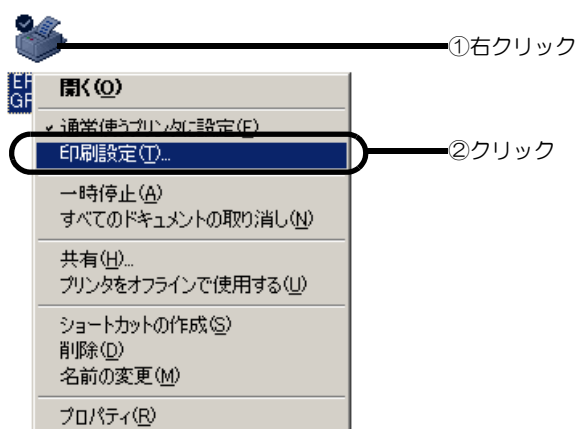 ①右クリック
EF
GF
開く(O)
通常使うプリンタに設定(F)
印刷設定(T)...
②クリック
一時停止(A)
すべてのドキュメントの取り消し(N)
共有(H)...
プリンタをオフラインで使用する(U)
ショートカットの作成(S)
削除(D)
名前の変更(M)
プロパティ(R)